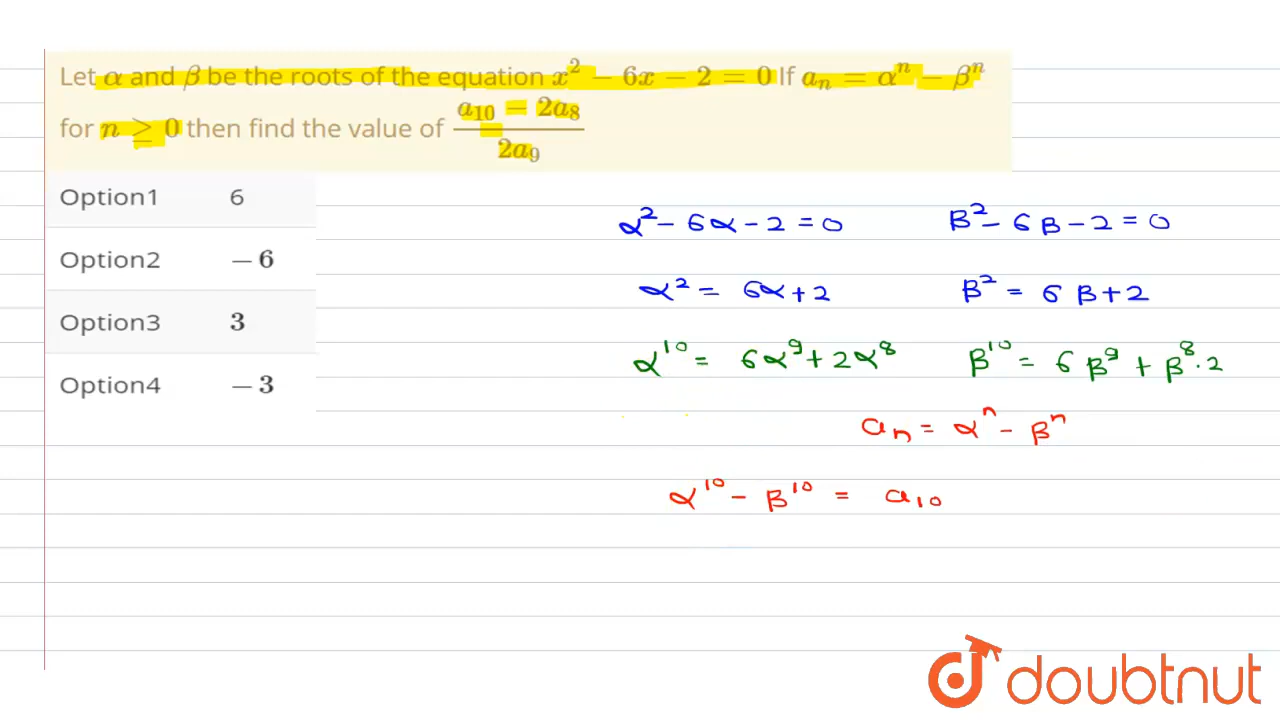 Let α and β be the roots of the equation x² − 6x − 2 = 0 If aₙ = αⁿ − βⁿ
for n ≥ 0 then find the value of (a₁₀ − 2a₈)/(2a₉)
Option1 6
Option2 − 6
Option3 3
Option4 − 3
α² − 6α − 2 = 0 β² − 6β − 2 = 0
α² = 6α + 2 β² = 6β + 2
α¹⁰ = 6α⁹ + 2α⁸ β¹⁰ = 6β⁹ + β⁸·2
aₙ = αⁿ − βⁿ
α¹⁰ − β¹⁰ = a₁₀
doubtnut